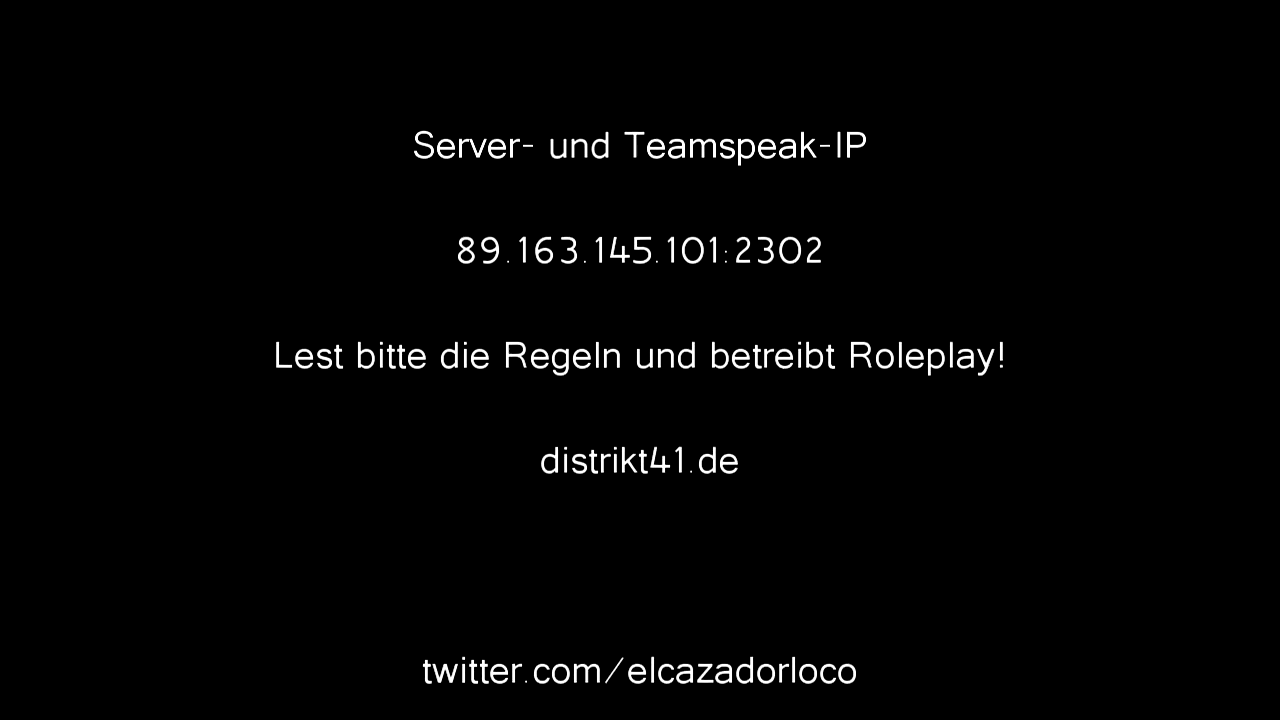 Server- und Teamspeak-IP
89.163.145.101:2302
Lest bitte die Regeln und betreibt Roleplay!
distrikt41.de
twitter.com/elcazadorloco